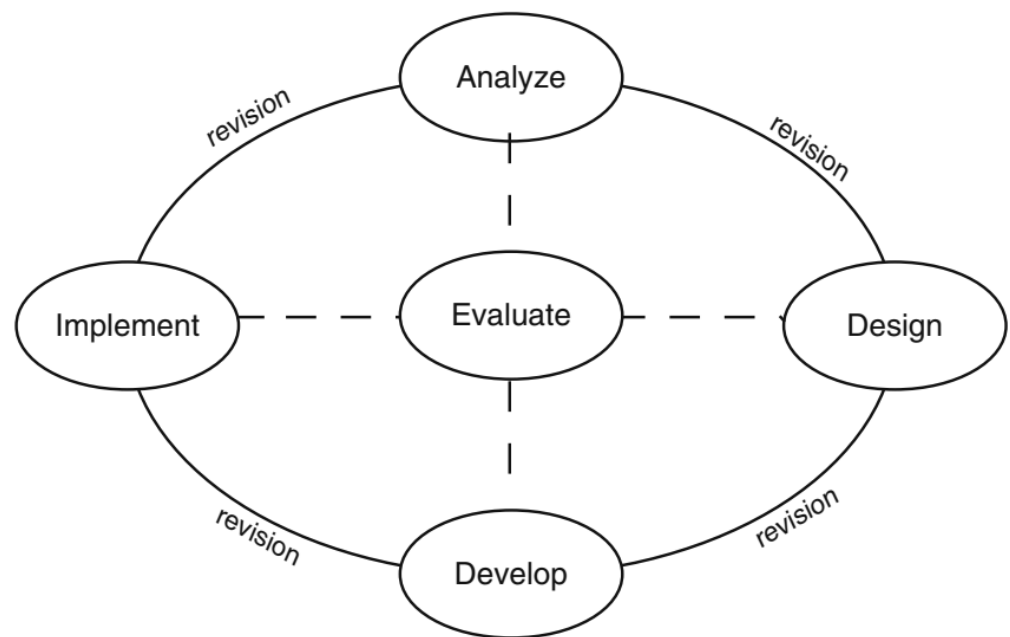 Analyze
revision
revision
Implement
Evaluate
Design
revision
revision
Develop